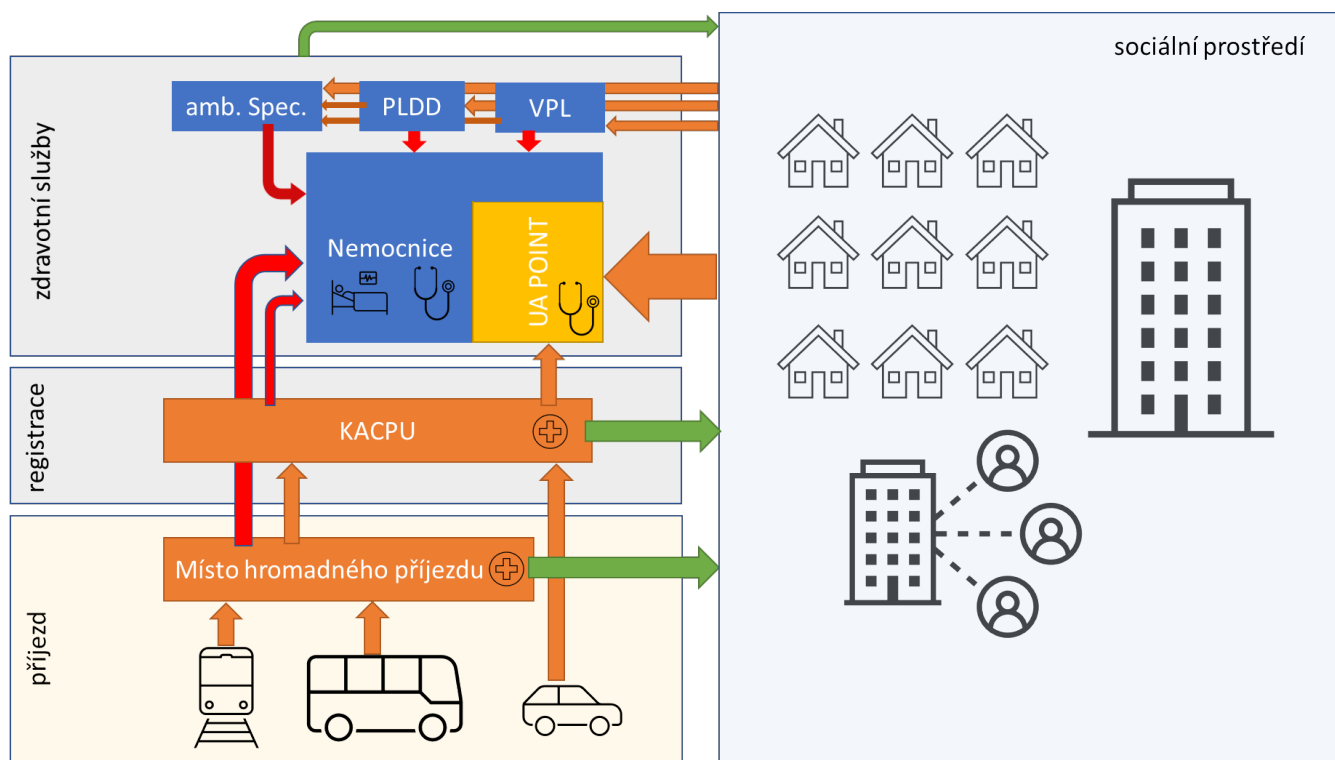 sociální prostředí
zdravotní služby
amb. Spec.
PLDD
VPL
Nemocnice
UA POINT
registrace
KACPU
příjezd
Místo hromadného příjezdu